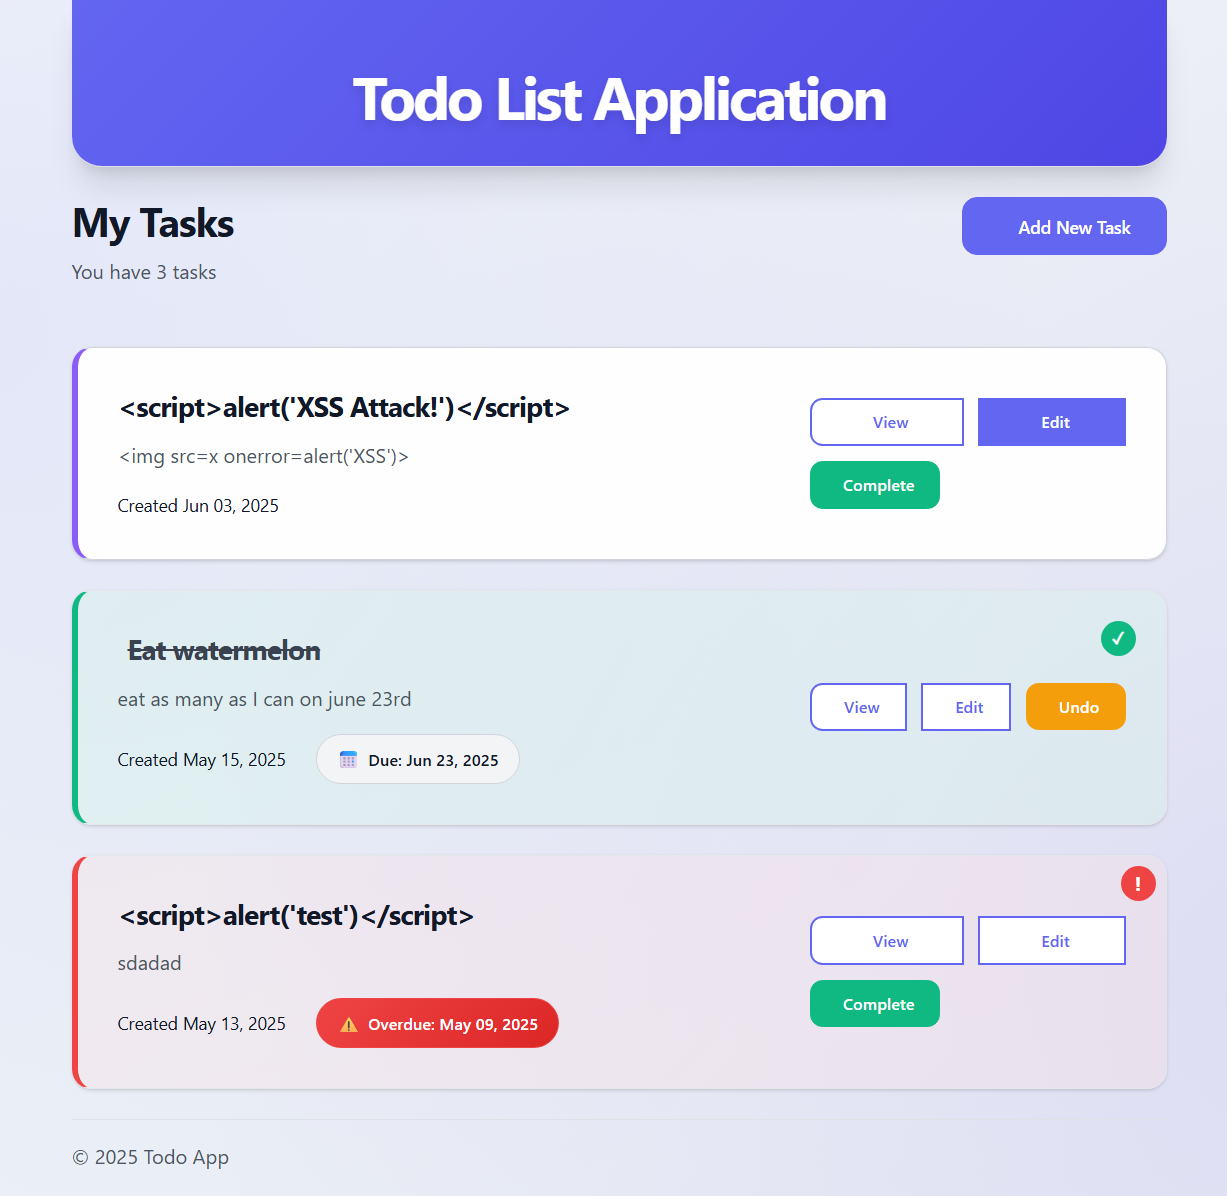 Todo List Application
My Tasks
Add New Task
You have 3 tasks
<script>alert('XSS Attack!')</script>
<img src=x onerror=alert('XSS')>
Created Jun 03, 2025
View
Edit
Complete
Eat watermelon
eat as many as I can on june 23rd
Created May 15, 2025
Due: Jun 23, 2025
View
Edit
Undo
<script>alert('test')</script>
sdadad
Created May 13, 2025
Overdue: May 09, 2025
View
Edit
Complete
© 2025 Todo App